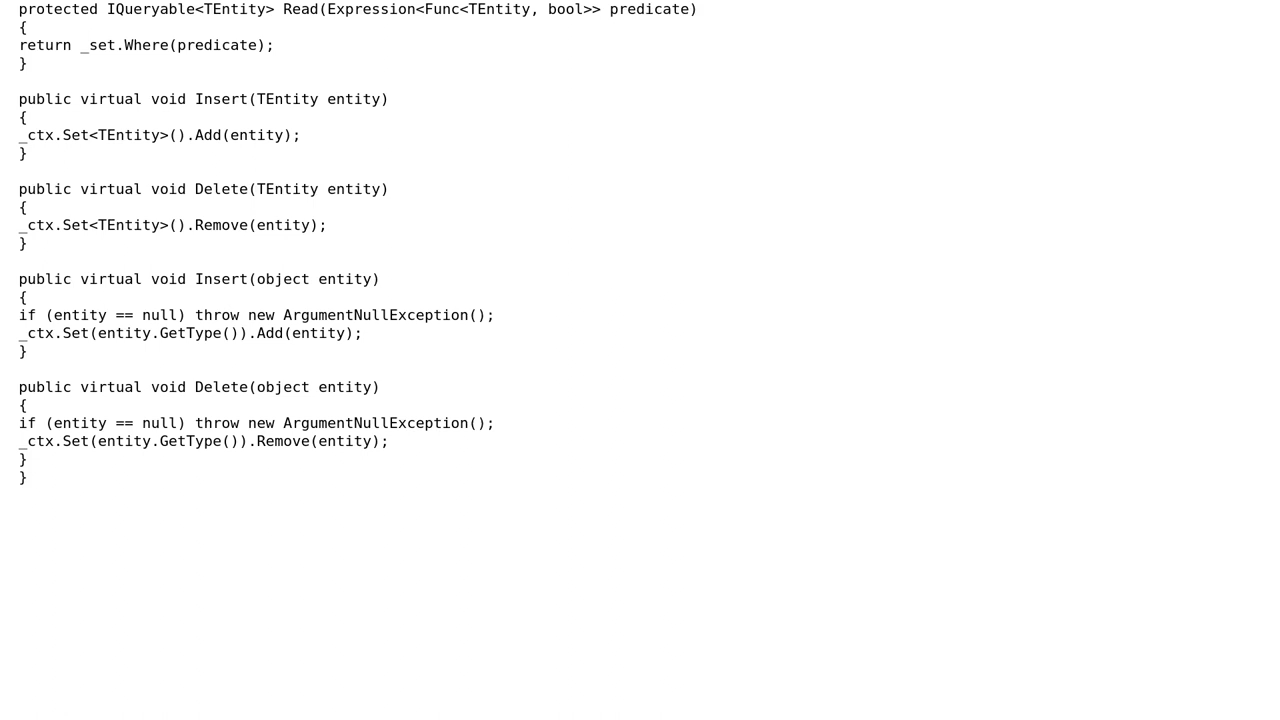 protected IQueryable<TEntity> Read(Expression<Func<TEntity, bool>> predicate)
{
return _set.Where(predicate);
}

public virtual void Insert(TEntity entity)
{
_ctx.Set<TEntity>().Add(entity);
}

public virtual void Delete(TEntity entity)
{
_ctx.Set<TEntity>().Remove(entity);
}

public virtual void Insert(object entity)
{
if (entity == null) throw new ArgumentNullException();
_ctx.Set(entity.GetType()).Add(entity);
}

public virtual void Delete(object entity)
{
if (entity == null) throw new ArgumentNullException();
_ctx.Set(entity.GetType()).Remove(entity);
}
}